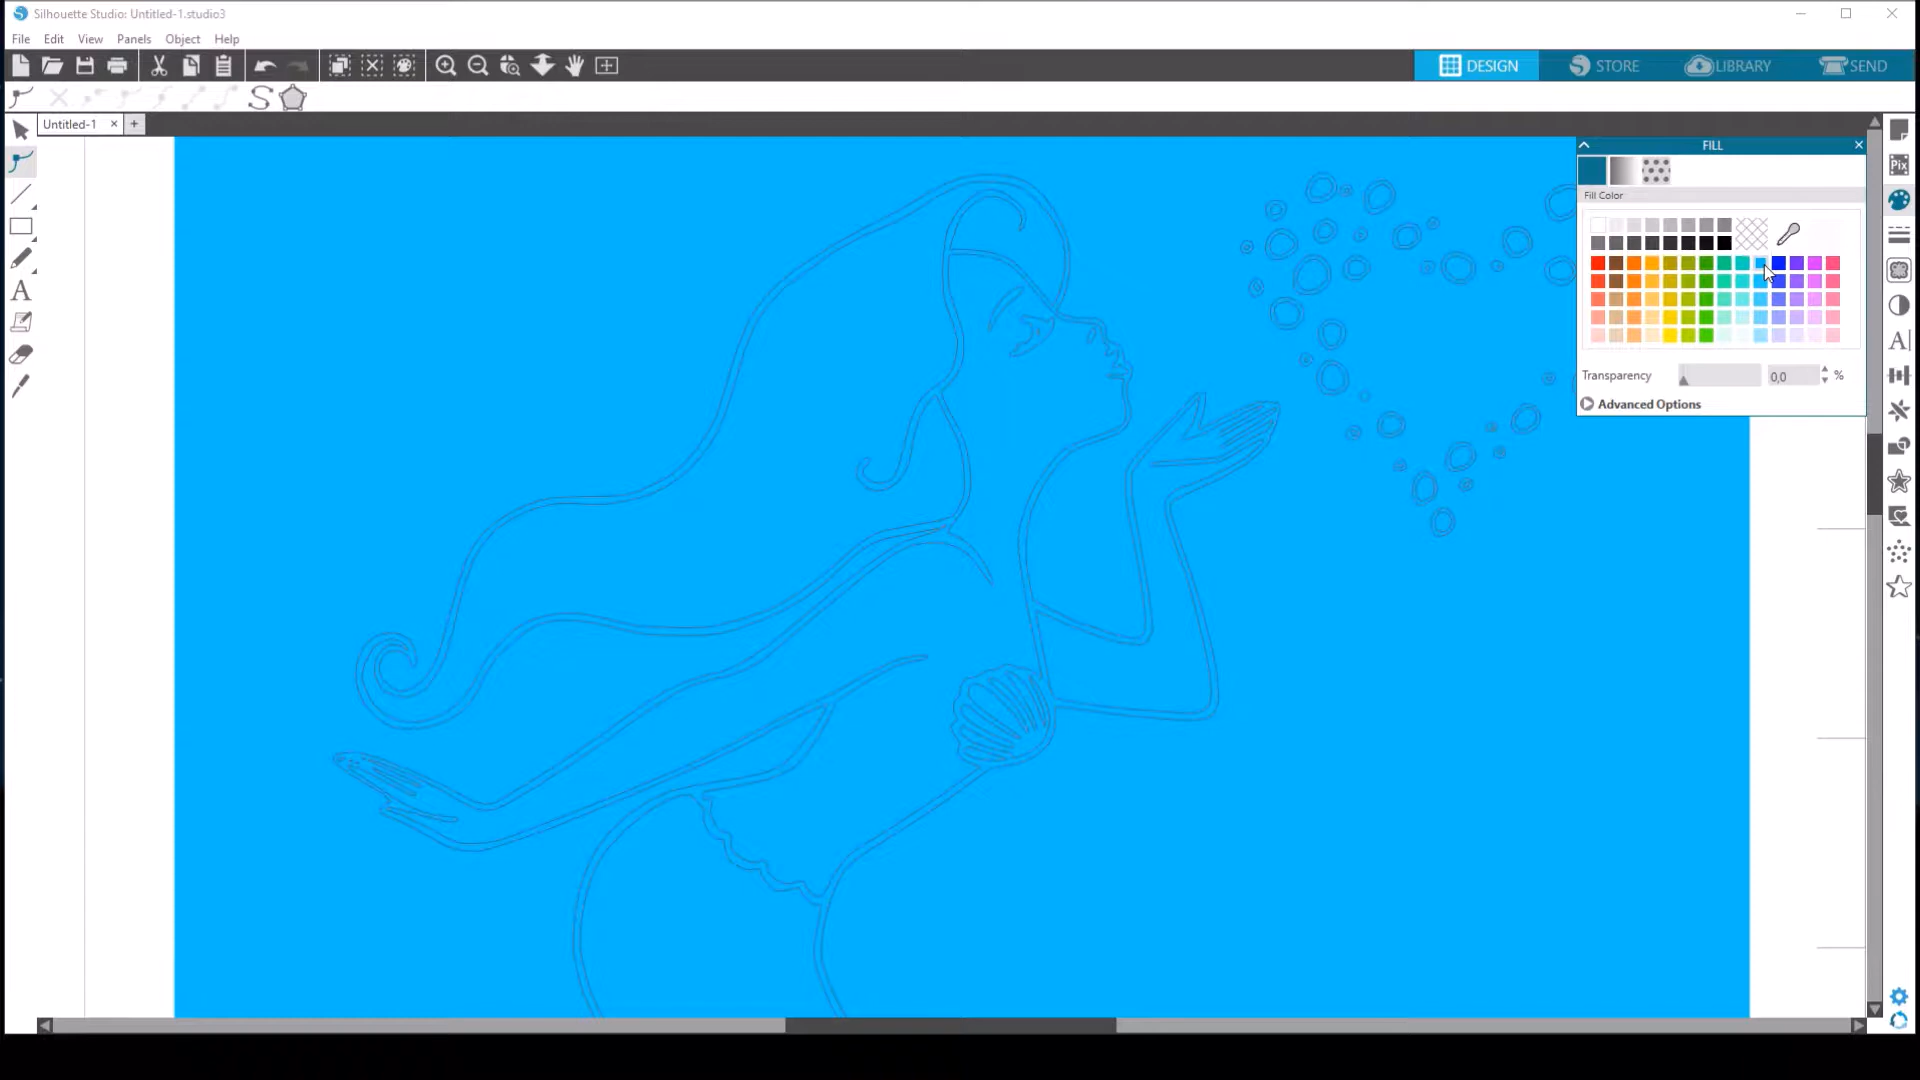 Silhouette Studio: Untitled-1.studio3
File Edit View Panels Object Help
DESIGN STORE LIBRARY SEND
Untitled-1
FILL
Pix
Fill Color
Transparency 0,0 %
Advanced Options